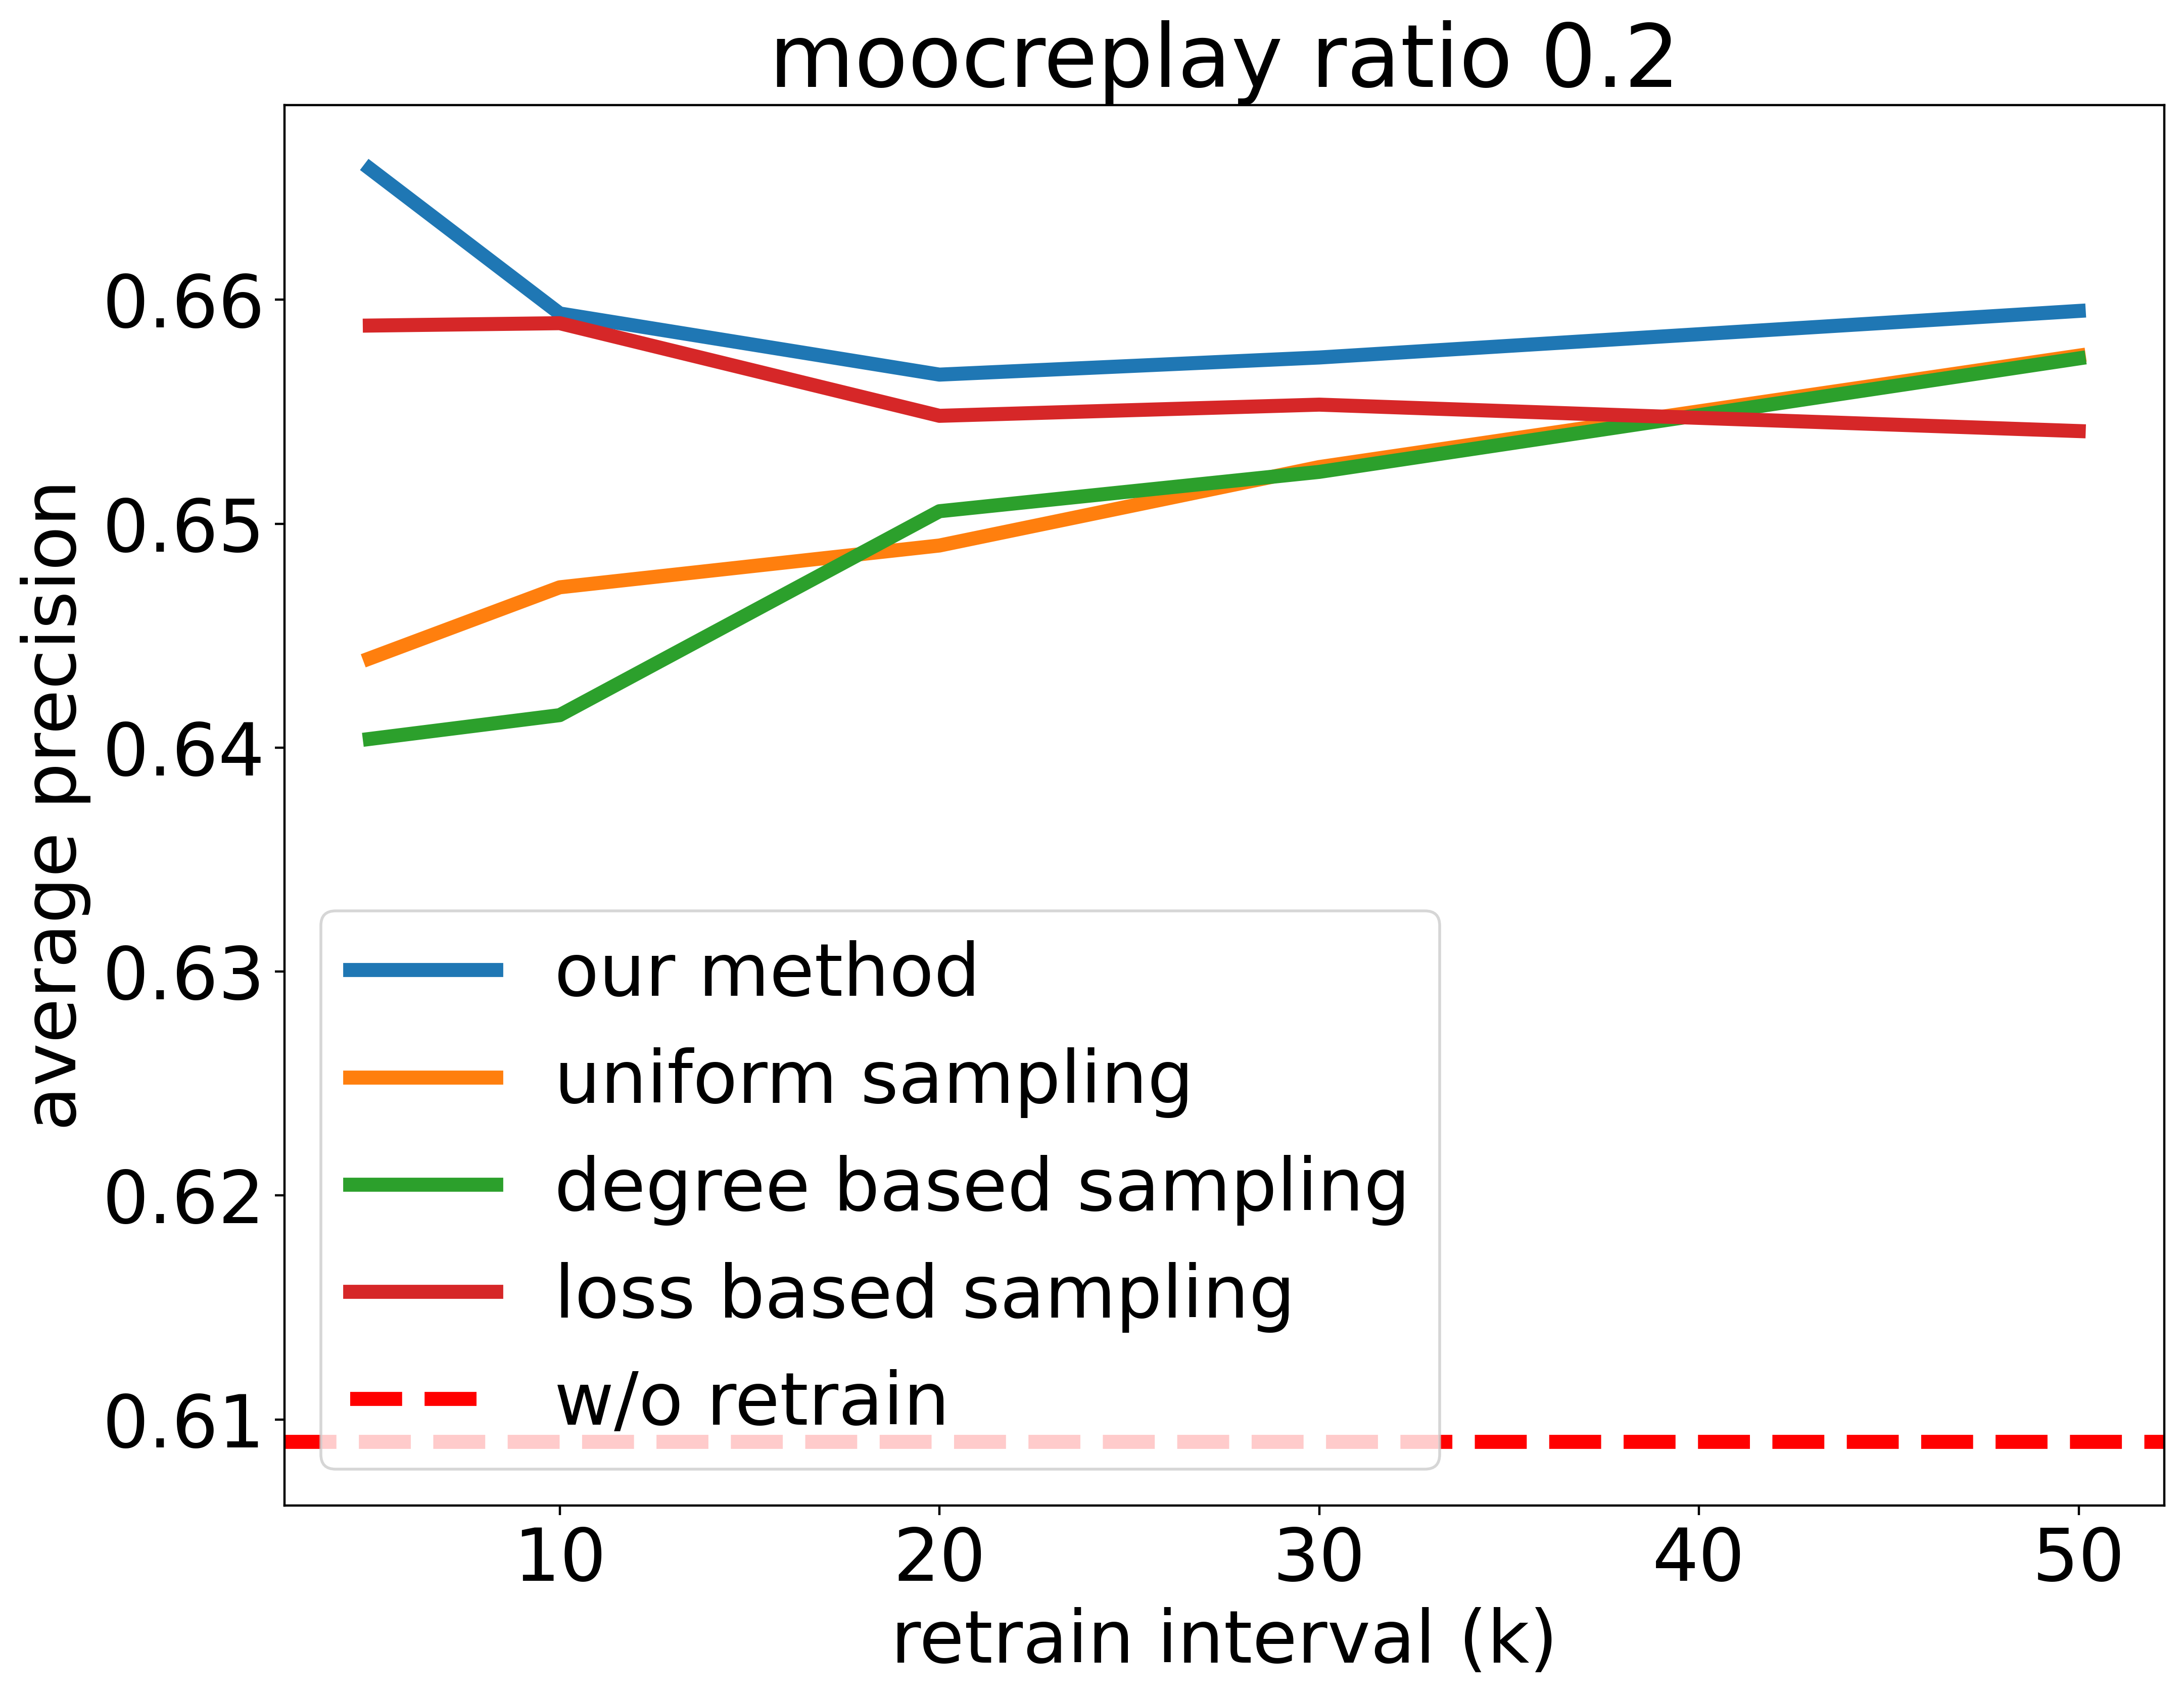 moocreplay ratio 0.2
average precision
0.66
0.65
0.64
0.63
0.62
0.61
our method
uniform sampling
degree based sampling
loss based sampling
w/o retrain
10 20 30 40 50
retrain interval (k)